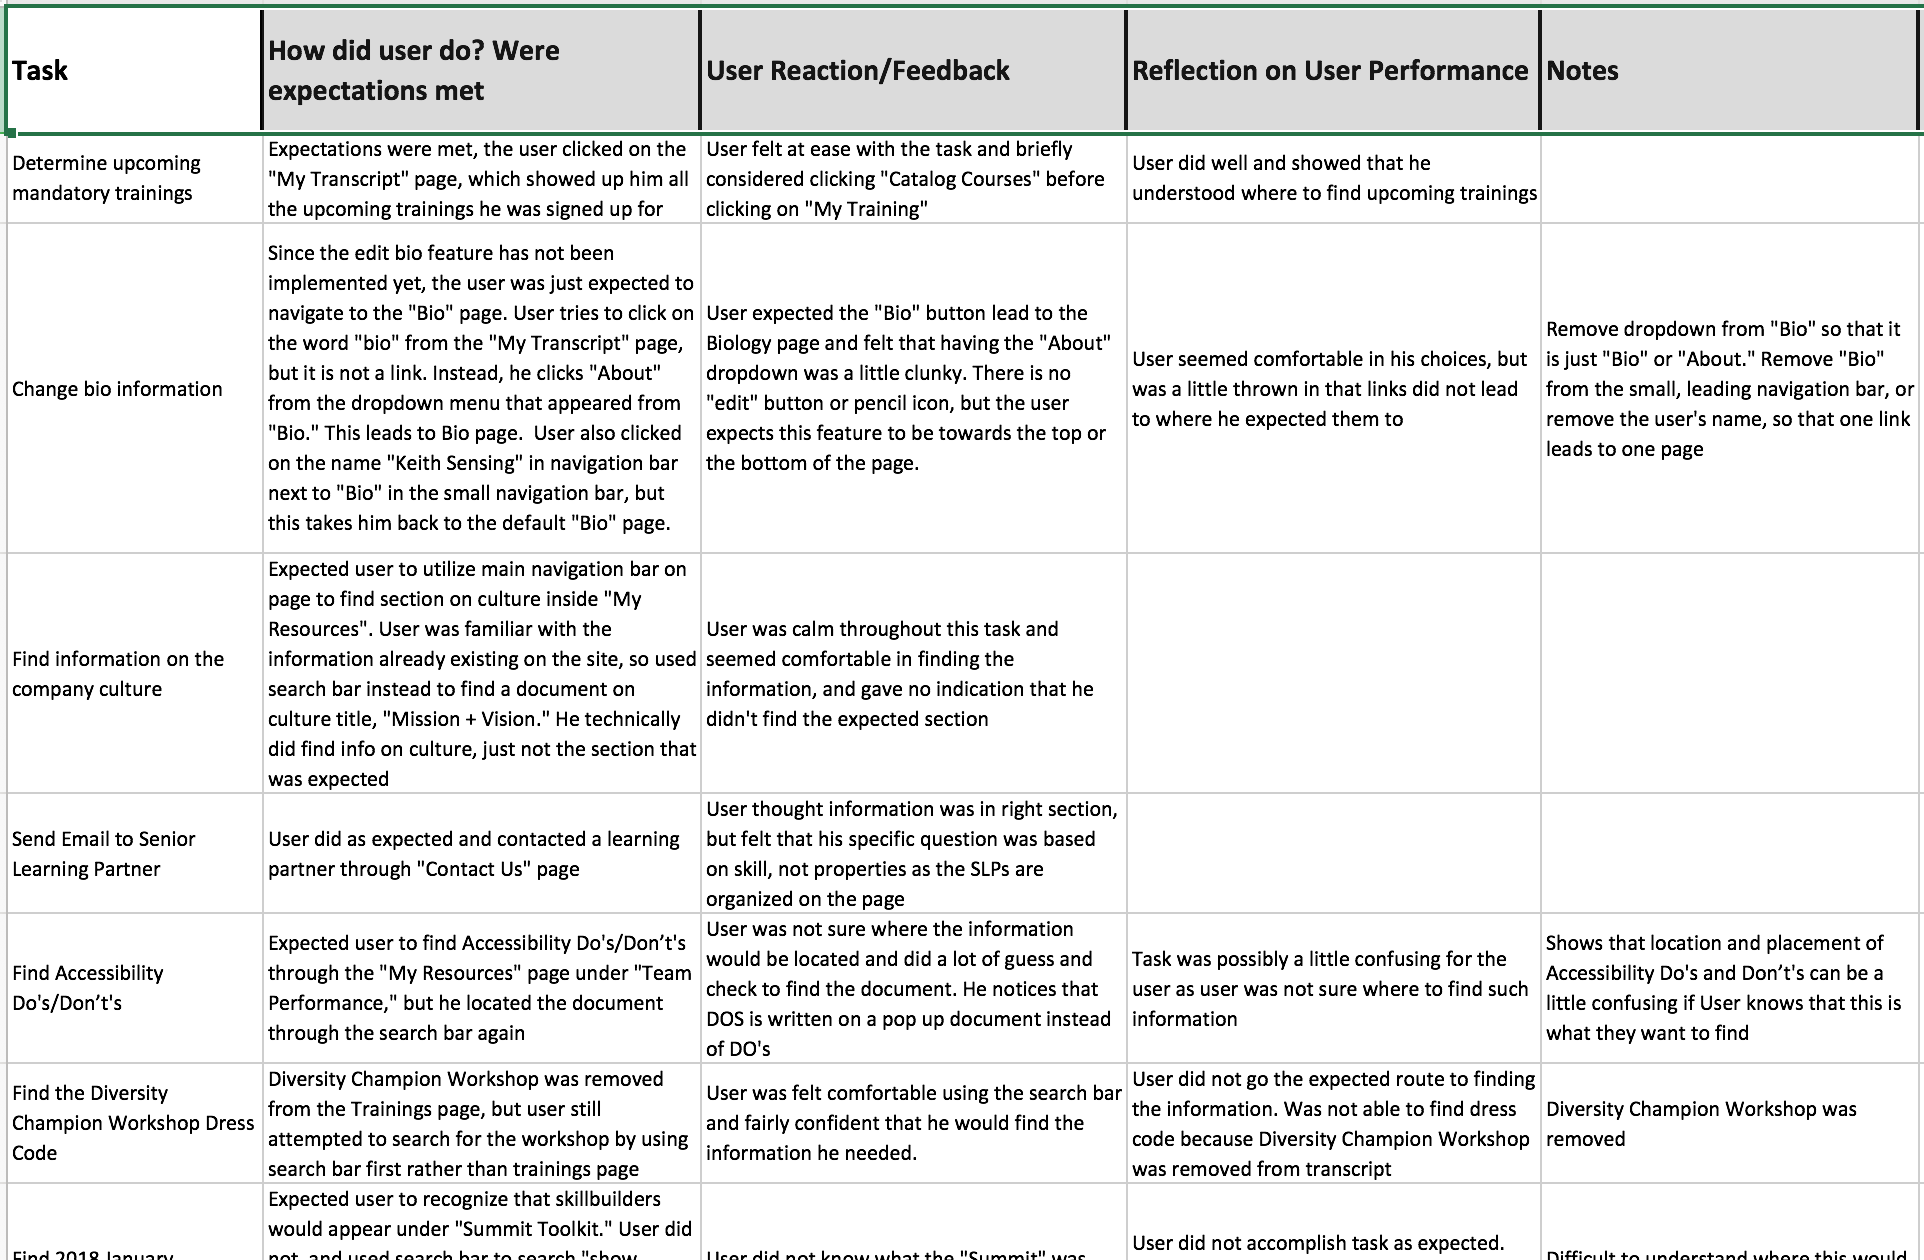 Task
How did user do? Were
expectations met
User Reaction/Feedback
Reflection on User Performance
Notes
Determine upcoming
mandatory trainings
Expectations were met, the user clicked on the
"My Transcript" page, which showed up him all
the upcoming trainings he was signed up for
User felt at ease with the task and briefly
considered clicking "Catalog Courses" before
clicking on "My Training"
User did well and showed that he
understood where to find upcoming trainings
Change bio information
Since the edit bio feature has not been
implemented yet, the user was just expected to
navigate to the "Bio" page. User tries to click on
the word "bio" from the "My Transcript" page,
but it is not a link. Instead, he clicks "About"
from the dropdown menu that appeared from
"Bio." This leads to Bio page.  User also clicked
on the name "Keith Sensing" in navigation bar
next to "Bio" in the small navigation bar, but
this takes him back to the default "Bio" page.
User expected the "Bio" button lead to the
Biology page and felt that having the "About"
dropdown was a little clunky. There is no
"edit" button or pencil icon, but the user
expects this feature to be towards the top or
the bottom of the page.
User seemed comfortable in his choices, but
was a little thrown in that links did not lead
to where he expected them to
Remove dropdown from "Bio" so that it
is just "Bio" or "About." Remove "Bio"
from the small, leading navigation bar, or
remove the user's name, so that one link
leads to one page
Find information on the
company culture
Expected user to utilize main navigation bar on
page to find section on culture inside "My
Resources". User was familiar with the
information already existing on the site, so used
search bar instead to find a document on
culture title, "Mission + Vision." He technically
did find info on culture, just not the section that
was expected
User was calm throughout this task and
seemed comfortable in finding the
information, and gave no indication that he
didn't find the expected section
Send Email to Senior
Learning Partner
User did as expected and contacted a learning
partner through "Contact Us" page
User thought information was in right section,
but felt that his specific question was based
on skill, not properties as the SLPs are
organized on the page
Find Accessibility
Do's/Don’t's
Expected user to find Accessibility Do's/Don’t's
through the "My Resources" page under "Team
Performance," but he located the document
through the search bar again
User was not sure where the information
would be located and did a lot of guess and
check to find the document. He notices that
DOS is written on a pop up document instead
of DO's
Task was possibly a little confusing for the
user as user was not sure where to find such
information
Shows that location and placement of
Accessibility Do's and Don’t's can be a
little confusing if User knows that this is
what they want to find
Find the Diversity
Champion Workshop Dress
Code
Diversity Champion Workshop was removed
from the Trainings page, but user still
attempted to search for the workshop by using
search bar first rather than trainings page
User was felt comfortable using the search bar
and fairly confident that he would find the
information he needed.
User did not go the expected route to finding
the information. Was not able to find dress
code because Diversity Champion Workshop
was removed from transcript
Diversity Champion Workshop was
removed
Find 2018 January
Expected user to recognize that skillbuilders
would appear under "Summit Toolkit." User did
not, and used search bar to search "show
User did not know what the "Summit" was
User did not accomplish task as expected.
Difficult to understand where this would